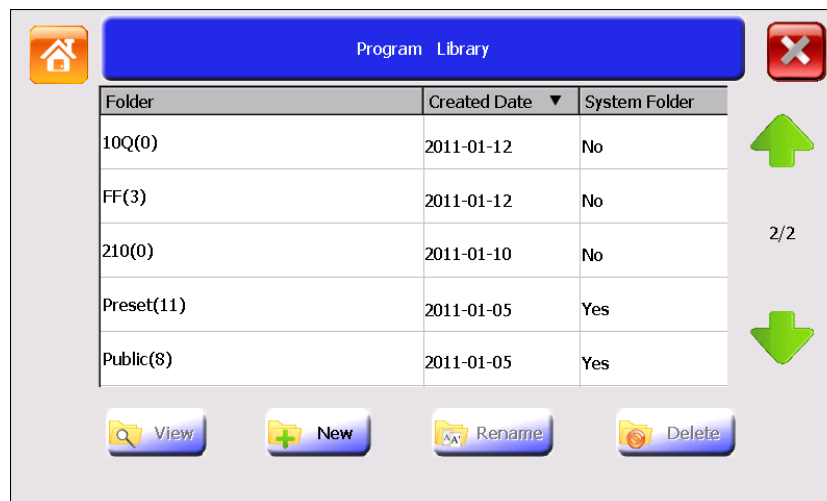 Program Library
Folder Created Date ▼ System Folder
10Q(0) 2011-01-12 No
FF(3) 2011-01-12 No
210(0) 2011-01-10 No
Preset(11) 2011-01-05 Yes
Public(8) 2011-01-05 Yes
2/2
View New AA' Rename Delete